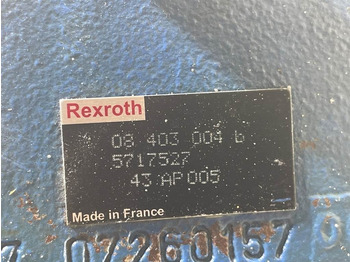 Rexroth
08 403 004 b
5717527
43 AP 005
Made in France
07260157